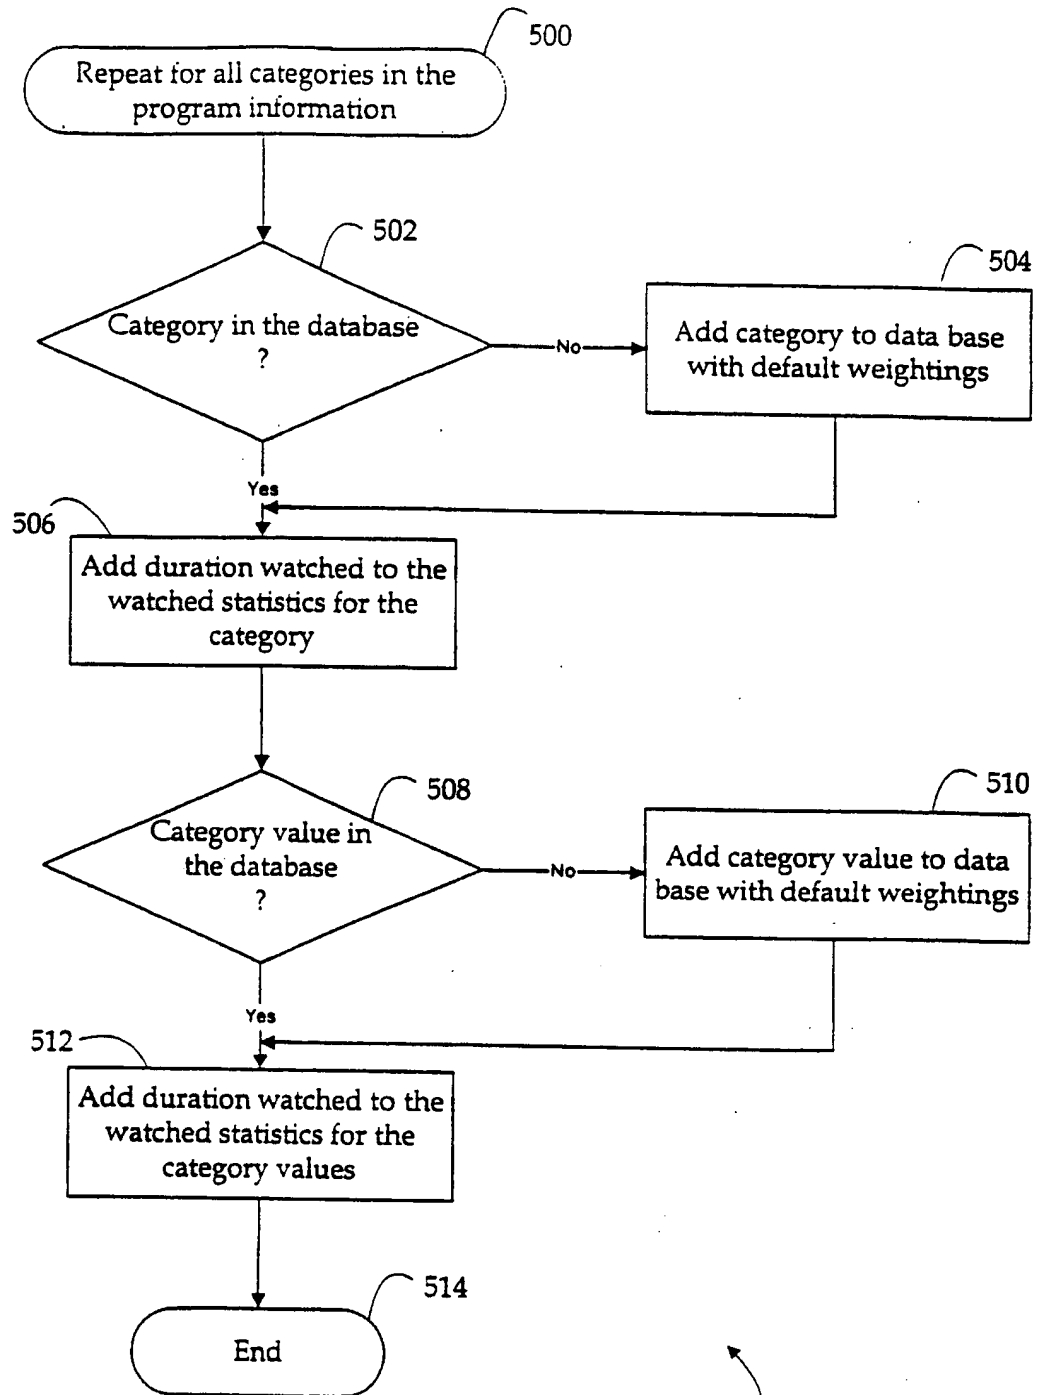 500
Repeat for all categories in the
program information
502
Category in the database
?
No
504
Add category to data base
with default weightings
Yes
506
Add duration watched to the
watched statistics for the
category
508
Category value in
the database
?
No
510
Add category value to data
base with default weightings
Yes
512
Add duration watched to the
watched statistics for the
category values
514
End